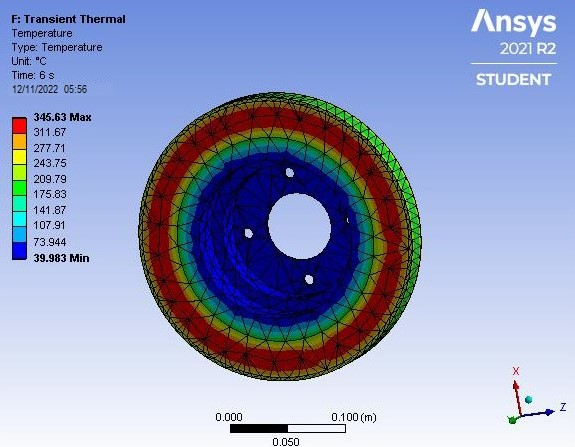 F: Transient Thermal
Temperature
Type: Temperature
Unit: °C
Time: 6 s
12/11/2022 05:56
345.63 Max
311.67
277.71
243.75
209.79
175.83
141.87
107.91
73.944
39.983 Min
Ansys
2021 R2
STUDENT
0.000
0.100 (m)
0.050
X
Z